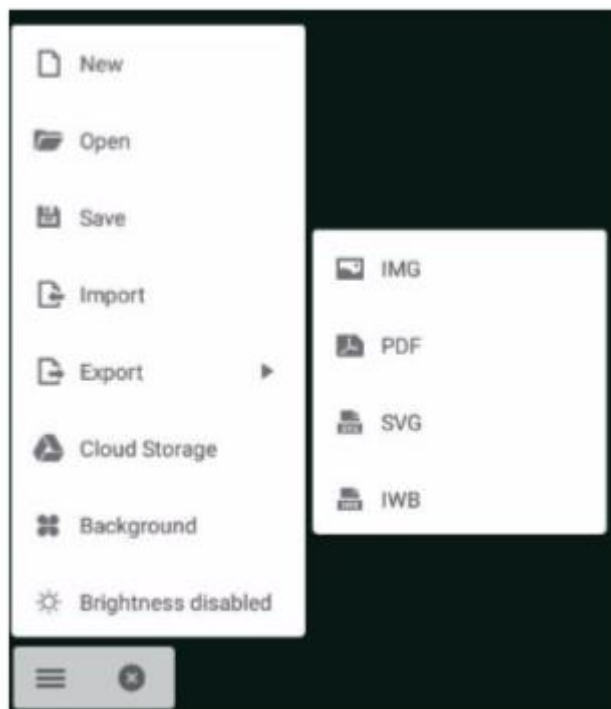 New
Open
Save
Import
Export
Cloud Storage
Background
Brightness disabled
IMG
PDF
SVG
IWB